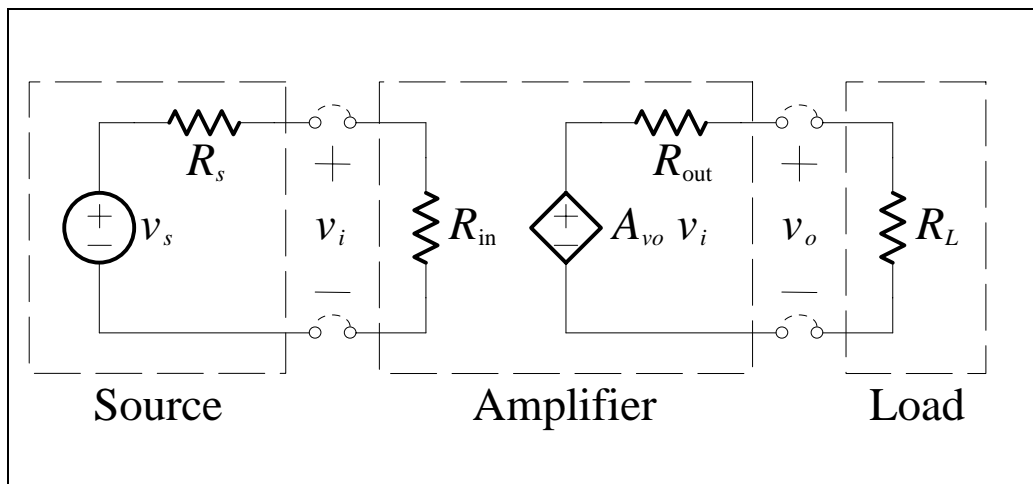 R_s R_out
+ +
+ v_s v_i R_in + A_vo v_i v_o R_L
− −
− −
Source Amplifier Load